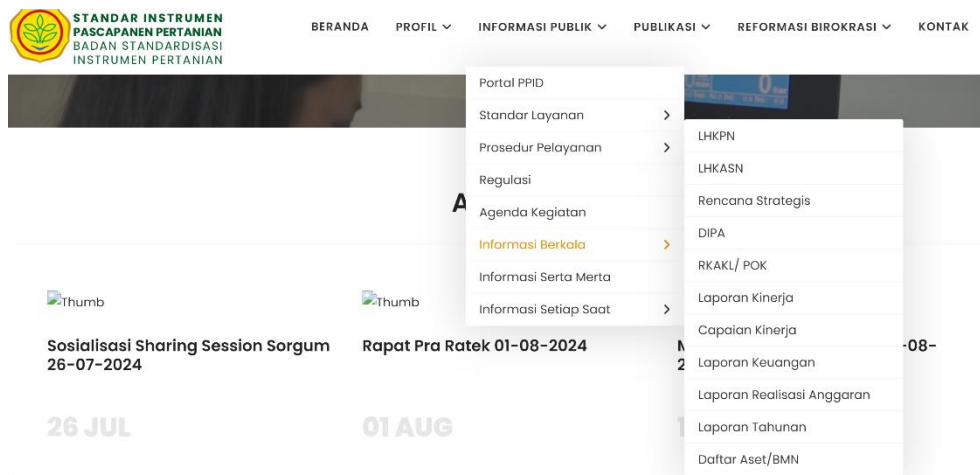 STANDAR INSTRUMEN
PASCAPANEN PERTANIAN
BADAN STANDARDISASI
INSTRUMEN PERTANIAN
BERANDA PROFIL INFORMASI PUBLIK PUBLIKASI REFORMASI BIROKRASI KONTAK
Portal PPID
Standar Layanan
Prosedur Pelayanan
Regulasi
Agenda Kegiatan
Informasi Berkala
Informasi Serta Merta
Informasi Setiap Saat
LHKPN
LHKASN
Rencana Strategis
DIPA
RKAKL/ POK
Laporan Kinerja
Capaian Kinerja
Laporan Keuangan
Laporan Realisasi Anggaran
Laporan Tahunan
Daftar Aset/BMN
Thumb
Sosialisasi Sharing Session Sorgum
26-07-2024
26 JUL
Thumb
Rapat Pra Ratek 01-08-2024
01 AUG
-08-